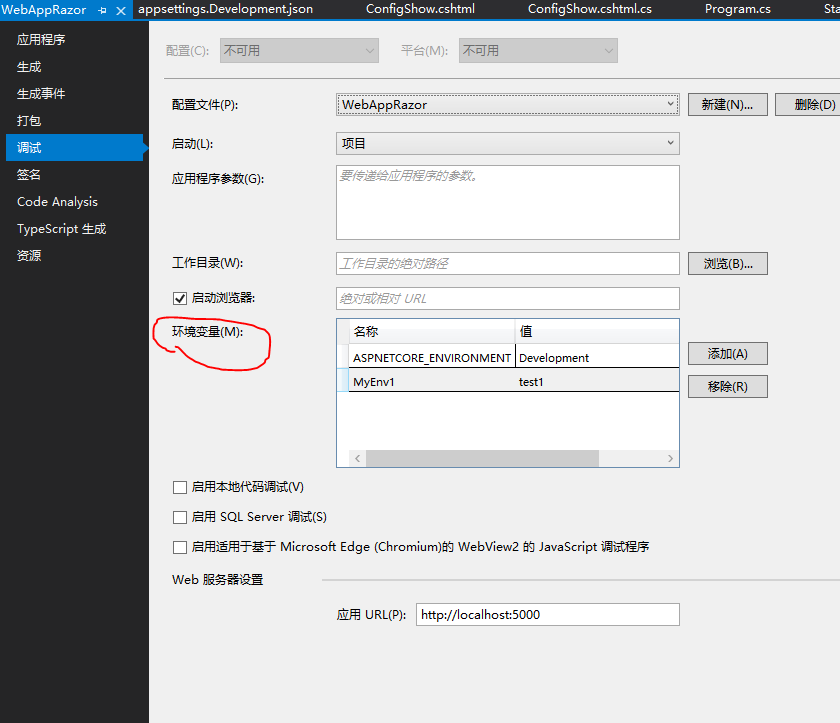 WebAppRazor appsettings.Development.json ConfigShow.cshtml ConfigShow.cshtml.cs Program.cs Sta
应用程序
生成
生成事件
打包
调试
签名
Code Analysis
TypeScript 生成
资源
配置(C): 不可用 平台(M): 不可用
配置文件(P): WebAppRazor 新建(N)... 删除(D)
启动(L): 项目
应用程序参数(G): 要传递给应用程序的参数。
工作目录(W): 工作目录的绝对路径 浏览(B)...
启动浏览器: 绝对或相对 URL
环境变量(M): 名称 值
ASPNETCORE_ENVIRONMENT Development 添加(A)
MyEnv1 test1 移除(R)
启用本地代码调试(V)
启用 SQL Server 调试(S)
启用适用于基于 Microsoft Edge (Chromium)的 WebView2 的 JavaScript 调试程序
Web 服务器设置
应用 URL(P): http://localhost:5000